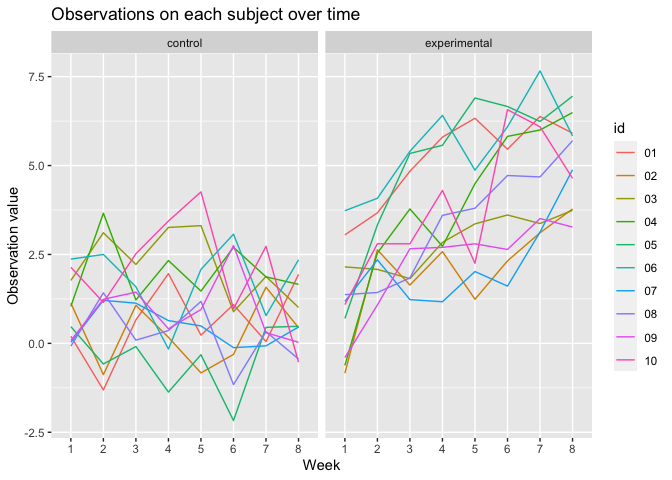 Observations on each subject over time
control
experimental
7.5
5.0
2.5
0.0
-2.5
Observation value
1 2 3 4 5 6 7 8
1 2 3 4 5 6 7 8
Week
id
01
02
03
04
05
06
07
08
09
10